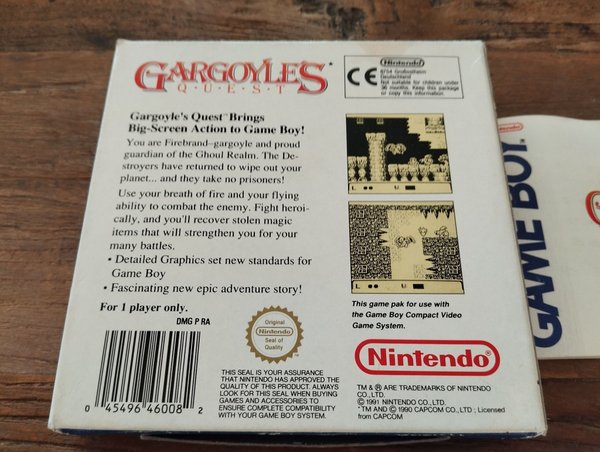 GARGOYLE'S
QUEST
Nintendo
8754 Großostheim
Deutschland
Not suitable for children under
36 months. Keep this package
or copy this information.
CE
Gargoyle's Quest™ Brings
Big-Screen Action to Game Boy!
You are Firebrand–gargoyle and proud
guardian of the Ghoul Realm. The De-
stroyers have returned to wipe out your
planet... and they take no prisoners!
Use your breath of fire and your flying
ability to combat the enemy. Fight heroi-
cally, and you'll recover stolen magic
items that will strengthen you for your
many battles.
• Detailed Graphics set new standards for
Game Boy
• Fascinating new epic adventure story!
For 1 player only.
DMG P RA
This game pak for use with
the Game Boy Compact Video
Game System.
Original
Nintendo
Seal of
Quality
Nintendo®
0 45496 46008 2
THIS SEAL IS YOUR ASSURANCE
THAT NINTENDO HAS APPROVED THE
QUALITY OF THIS PRODUCT. ALWAYS
LOOK FOR THIS SEAL WHEN BUYING
GAMES AND ACCESSORIES TO
ENSURE COMPLETE COMPATIBILITY
WITH YOUR GAME BOY SYSTEM.
TM & ® ARE TRADEMARKS OF NINTENDO
CO., LTD.
© 1991 NINTENDO CO., LTD.
*TM AND © 1990 CAPCOM CO., LTD ; Licensed
from CAPCOM
GAME BOY